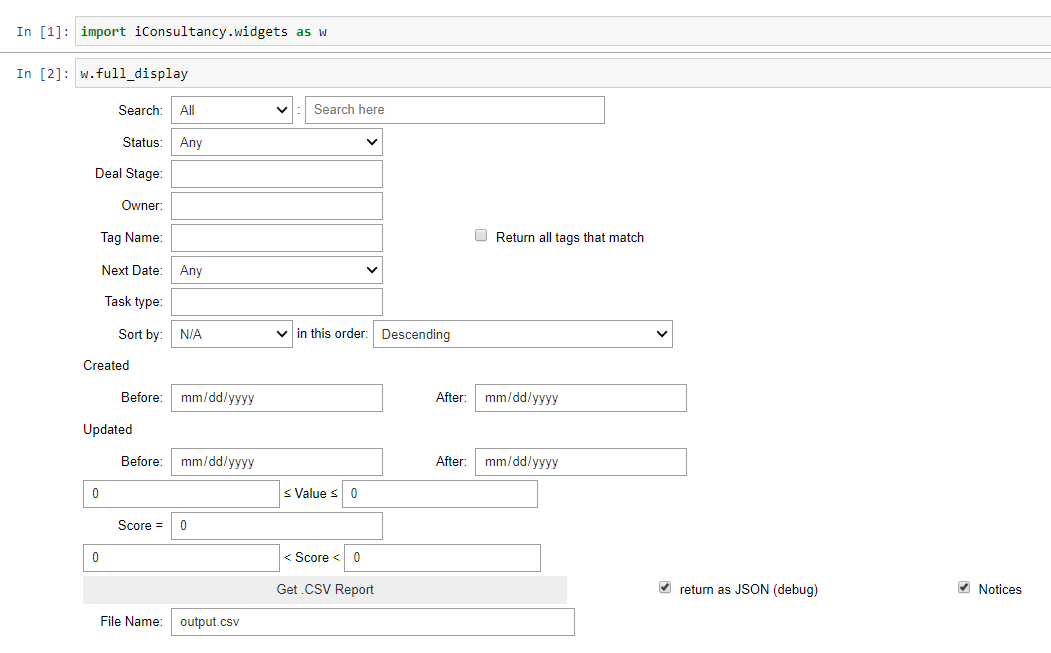 In [1]: import iConsultancy.widgets as w
In [2]: w.full_display
Search: All : Search here
Status: Any
Deal Stage:
Owner:
Tag Name: Return all tags that match
Next Date: Any
Task type:
Sort by: N/A in this order: Descending
Created
Before: mm/dd/yyyy After: mm/dd/yyyy
Updated
Before: mm/dd/yyyy After: mm/dd/yyyy
0 ≤ Value ≤ 0
Score = 0
0 < Score < 0
Get .CSV Report return as JSON (debug) Notices
File Name: output.csv